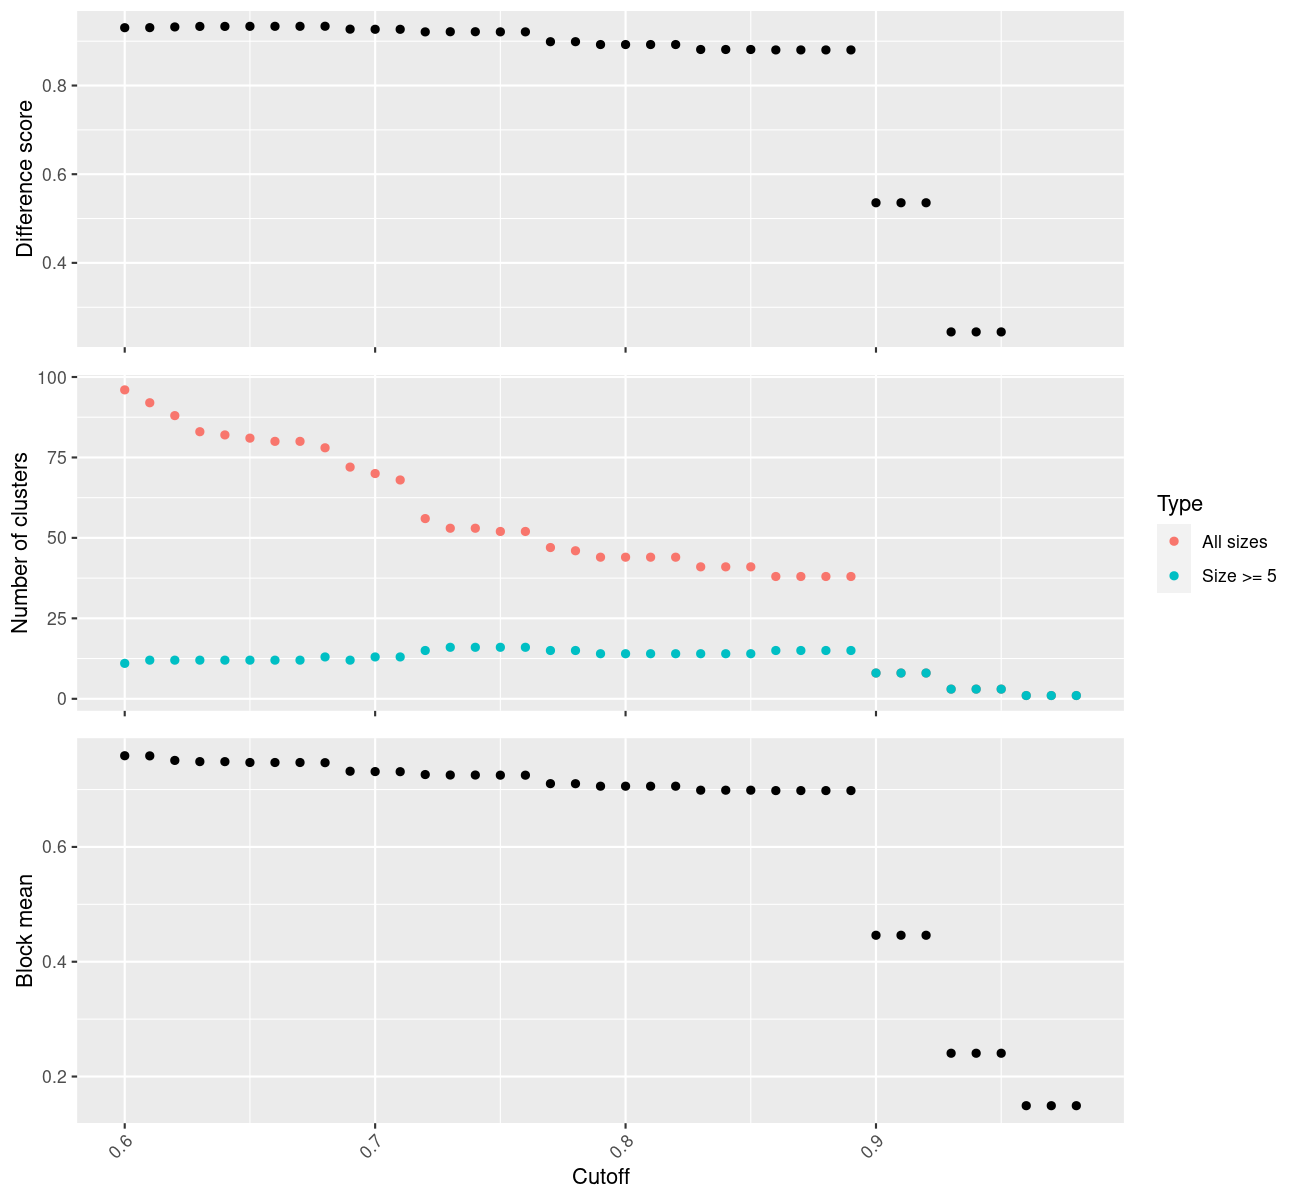 Difference score
0.8
0.6
0.4
Number of clusters
100
75
50
25
0
Type
All sizes
Size >= 5
Block mean
0.6
0.4
0.2
0.6
0.7
0.8
0.9
Cutoff